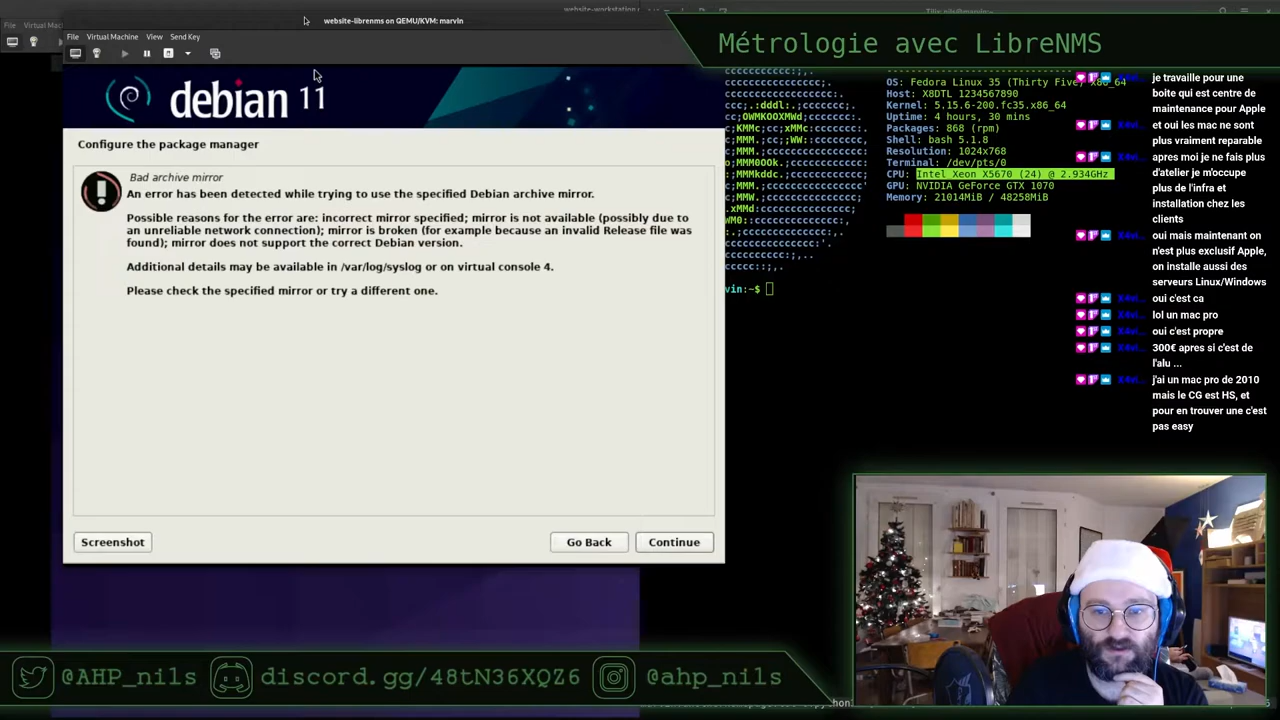 website-workstation
File Virtual Mac
website-librenms on QEMU/KVM: marvin
File Virtual Machine View Send Key
debian 11
Configure the package manager
Bad archive mirror
An error has been detected while trying to use the specified Debian archive mirror.
Possible reasons for the error are: incorrect mirror specified; mirror is not available (possibly due to
an unreliable network connection); mirror is broken (for example because an invalid Release file was
found); mirror does not support the correct Debian version.
Additional details may be available in /var/log/syslog or on virtual console 4.
Please check the specified mirror or try a different one.
Screenshot
Go Back
Continue
Métrologie avec LibreNMS
OS: Fedora Linux 35 (Thirty Five) x86_64
Host: X8DTL 1234567890
Kernel: 5.15.6-200.fc35.x86_64
Uptime: 4 hours, 30 mins
Packages: 868 (rpm)
Shell: bash 5.1.8
Resolution: 1024x768
Terminal: /dev/pts/0
CPU: Intel Xeon X5670 (24) @ 2.934GHz
GPU: NVIDIA GeForce GTX 1070
Memory: 21014MiB / 48258MiB
vin:~$
je travaille pour une
boite qui est centre de
maintenance pour Apple
et oui les mac ne sont
plus vraiment reparable
apres moi je ne fais plus
d'atelier je m'occupe
plus de l'infra et
installation chez les
clients
oui mais maintenant on
n'est plus exclusif Apple,
on installe aussi des
serveurs Linux/Windows
oui c'est ca
lol un mac pro
oui c'est propre
300€ apres si c'est de
l'alu ...
j'ai un mac pro de 2010
mais le CG est HS, et
pour en trouver une c'est
pas easy
@AHP_nils
discord.gg/48tN36XQZ6
@ahp_nils